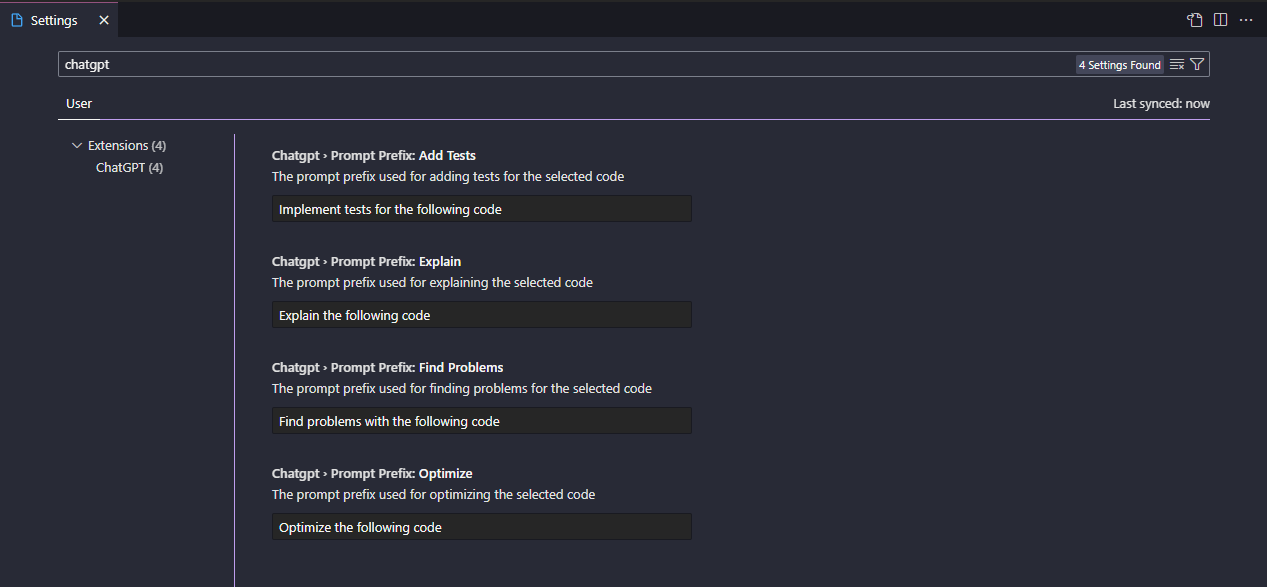 Settings
chatgpt
4 Settings Found
User
Last synced: now
Extensions (4)
ChatGPT (4)
Chatgpt › Prompt Prefix: Add Tests
The prompt prefix used for adding tests for the selected code
Implement tests for the following code
Chatgpt › Prompt Prefix: Explain
The prompt prefix used for explaining the selected code
Explain the following code
Chatgpt › Prompt Prefix: Find Problems
The prompt prefix used for finding problems for the selected code
Find problems with the following code
Chatgpt › Prompt Prefix: Optimize
The prompt prefix used for optimizing the selected code
Optimize the following code